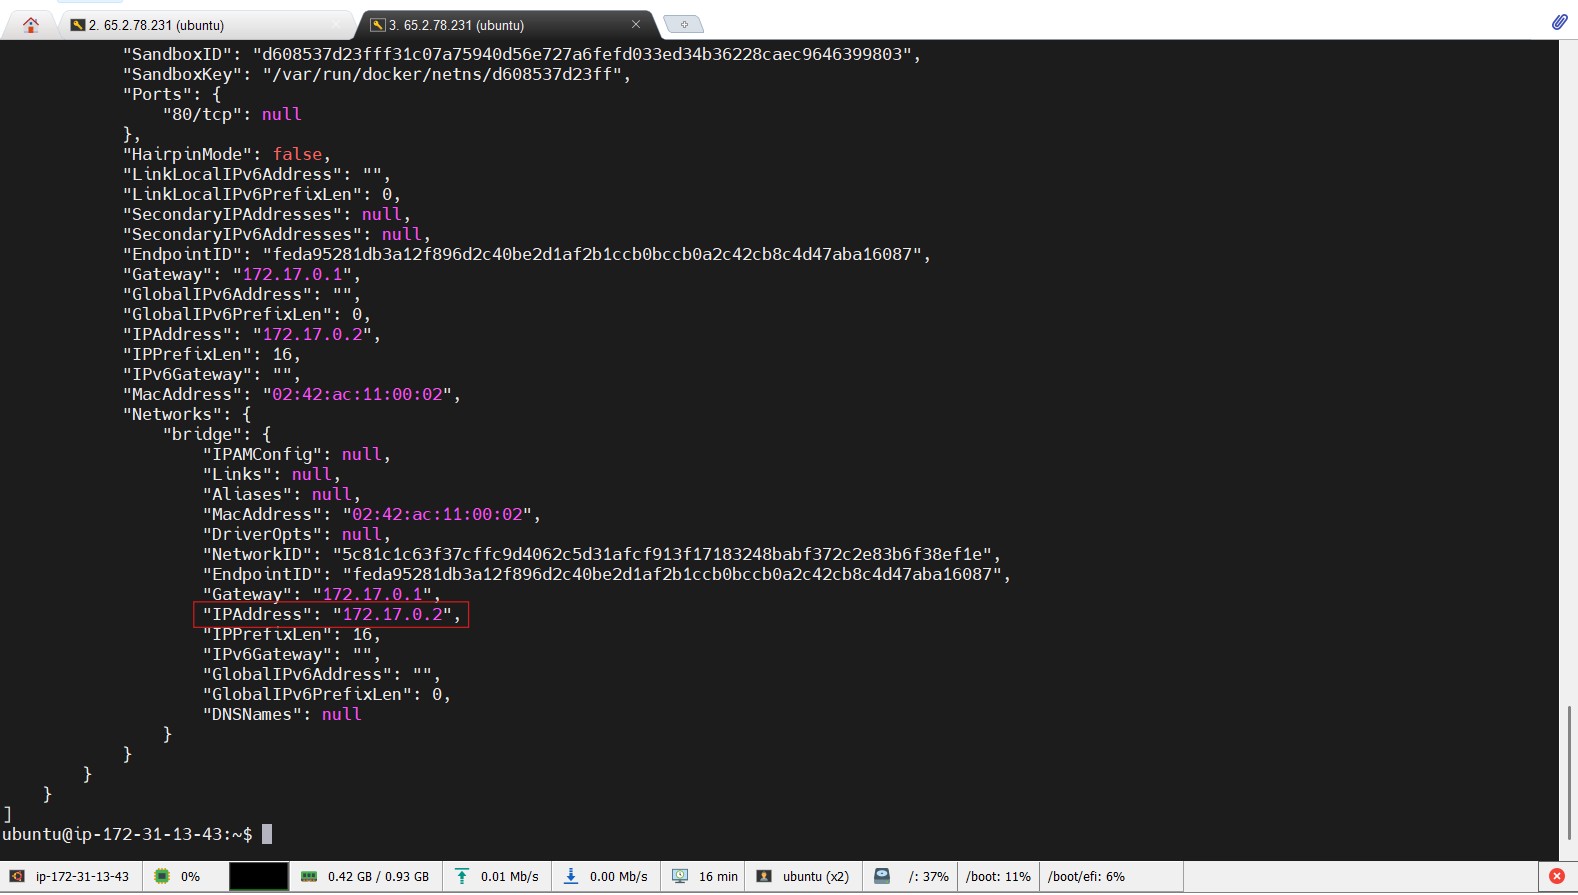 2. 65.2.78.231 (ubuntu)
3. 65.2.78.231 (ubuntu)
"SandboxID": "d608537d23fff31c07a75940d56e727a6fefd033ed34b36228caec9646399803",
"SandboxKey": "/var/run/docker/netns/d608537d23ff",
"Ports": {
"80/tcp": null
},
"HairpinMode": false,
"LinkLocalIPv6Address": "",
"LinkLocalIPv6PrefixLen": 0,
"SecondaryIPAddresses": null,
"SecondaryIPv6Addresses": null,
"EndpointID": "feda95281db3a12f896d2c40be2d1af2b1ccb0bccb0a2c42cb8c4d47aba16087",
"Gateway": "172.17.0.1",
"GlobalIPv6Address": "",
"GlobalIPv6PrefixLen": 0,
"IPAddress": "172.17.0.2",
"IPPrefixLen": 16,
"IPv6Gateway": "",
"MacAddress": "02:42:ac:11:00:02",
"Networks": {
"bridge": {
"IPAMConfig": null,
"Links": null,
"Aliases": null,
"MacAddress": "02:42:ac:11:00:02",
"DriverOpts": null,
"NetworkID": "5c81c1c63f37cffc9d4062c5d31afcf913f17183248babf372c2e83b6f38ef1e",
"EndpointID": "feda95281db3a12f896d2c40be2d1af2b1ccb0bccb0a2c42cb8c4d47aba16087",
"Gateway": "172.17.0.1",
"IPAddress": "172.17.0.2",
"IPPrefixLen": 16,
"IPv6Gateway": "",
"GlobalIPv6Address": "",
"GlobalIPv6PrefixLen": 0,
"DNSNames": null
}
}
}
}
]
ubuntu@ip-172-31-13-43:~$
ip-172-31-13-43 0% 0.42 GB / 0.93 GB 0.01 Mb/s 0.00 Mb/s 16 min ubuntu (x2) /: 37% /boot: 11% /boot/efi: 6%